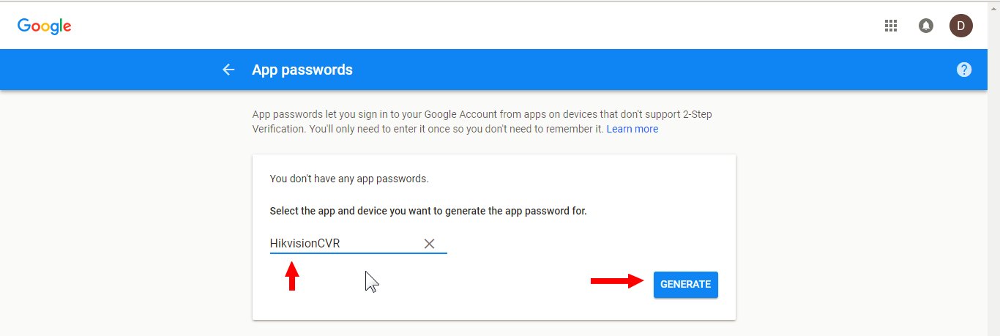 Google
D
App passwords
?
App passwords let you sign in to your Google Account from apps on devices that don't support 2-Step
Verification. You'll only need to enter it once so you don't need to remember it. Learn more
You don't have any app passwords.
Select the app and device you want to generate the app password for.
HikvisionCVR
GENERATE